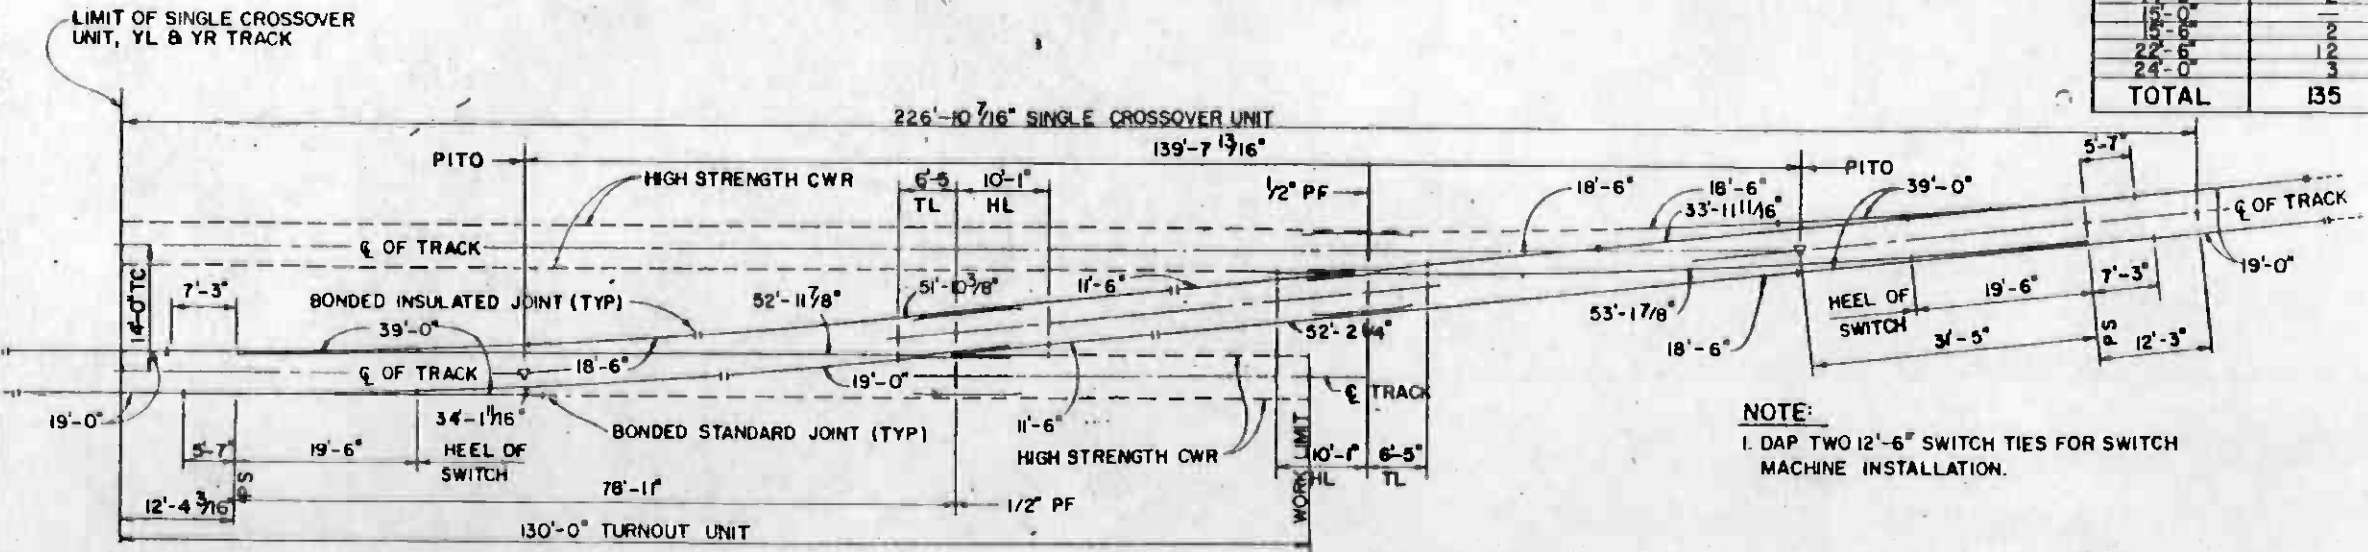 LIMIT OF SINGLE CROSSOVER
UNIT, YL & YR TRACK
15'-0" —
15'-6" 2
22'-6" 12
24'-0" 3
TOTAL 135
226'-10 7/16" SINGLE CROSSOVER UNIT
139'-7 13/16"
PITO
PITO
5'-7"
HIGH STRENGTH CWR
6'-5
TL
10'-1"
HL
1/2" PF
18'-6"
18'-6"
33'-11 11/16"
39'-0"
℄ OF TRACK
℄ OF TRACK
14'-0" TC
7'-3"
BONDED INSULATED JOINT (TYP)
39'-0"
52'-11 7/8"
51'-10 3/8"
11'-6"
19'-0"
HEEL OF
SWITCH
19'-6"
7'-3"
53'-1 7/8"
18'-6"
31'-5"
PS
12'-3"
℄ OF TRACK
18'-6"
19'-0"
℄ TRACK
19'-0"
34'-1 11/16
BONDED STANDARD JOINT (TYP)
11'-6"
HIGH STRENGTH CWR
WORK LIMIT
10'-1"
HL
6'-5"
TL
5'-7"
19'-6"
HEEL OF
SWITCH
PS
12'-4 3/16"
78'-11"
1/2" PF
130'-0" TURNOUT UNIT
NOTE:
1. DAP TWO 12'-6" SWITCH TIES FOR SWITCH
MACHINE INSTALLATION.